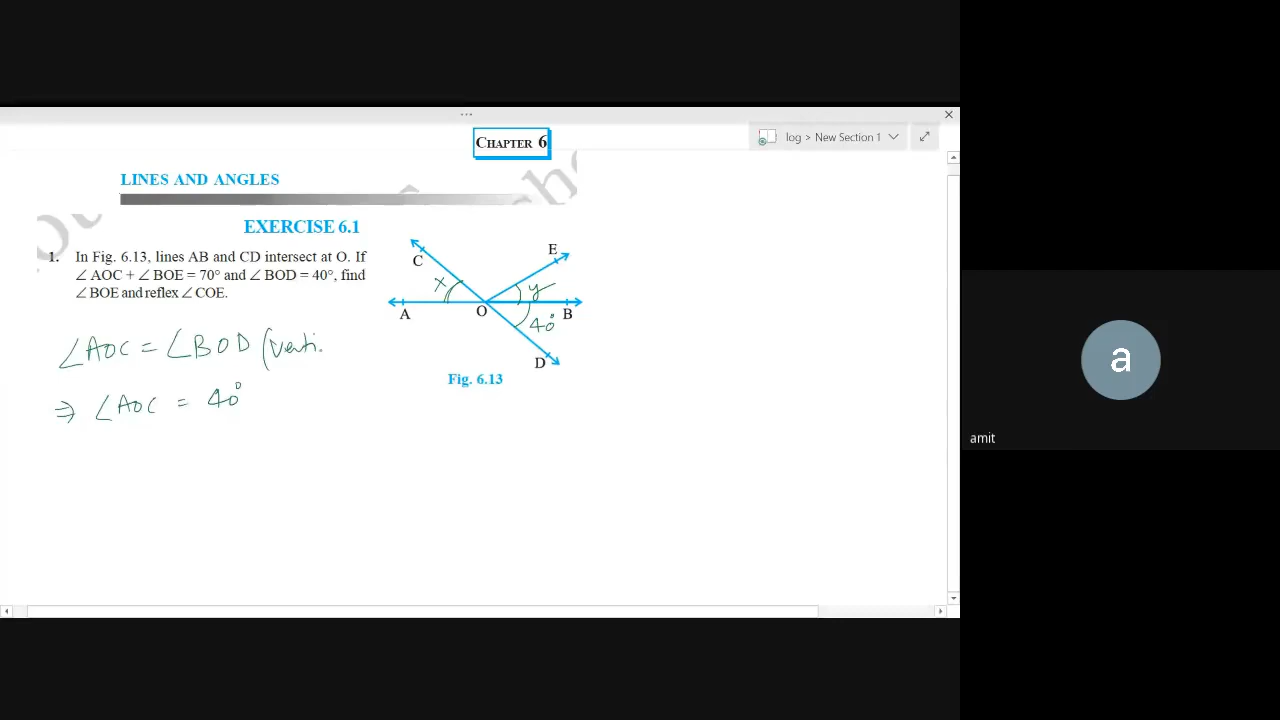 CHAPTER 6
log > New Section 1
LINES AND ANGLES
EXERCISE 6.1
1. In Fig. 6.13, lines AB and CD intersect at O. If
∠ AOC + ∠ BOE = 70° and ∠ BOD = 40°, find
∠ BOE and reflex ∠ COE.
C
E
x
y
A
O
B
40°
D
Fig. 6.13
∠AOC = ∠BOD (verti.
⇒ ∠AOC = 40°
a
amit